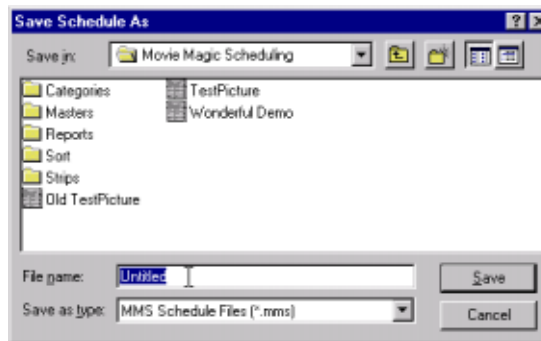 Save Schedule As
Save in: Movie Magic Scheduling
Categories TestPicture
Masters Wonderful Demo
Reports
Sort
Strips
Old TestPicture
File name: Untitled Save
Save as type: MMS Schedule Files (*.mms) Cancel